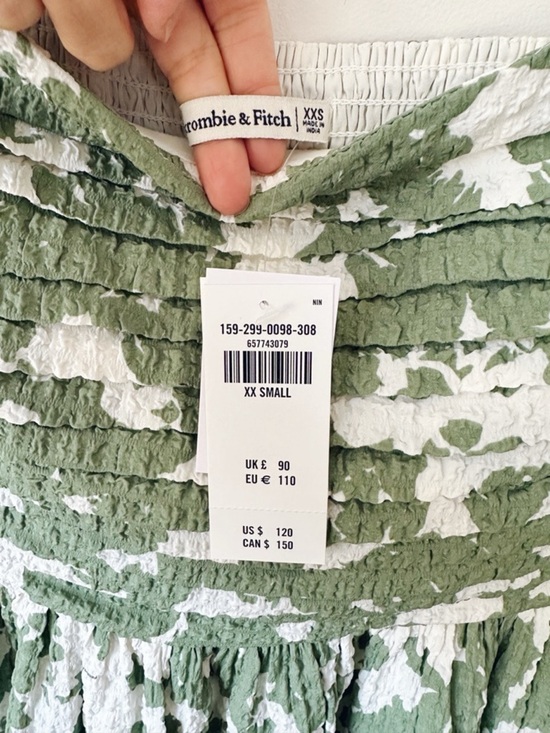 crombie & Fitch
XXS
MADE IN
INDIA
NIN
159-299-0098-308
657743079
XX SMALL
UK £ 90
EU € 110
US $ 120
CAN $ 150